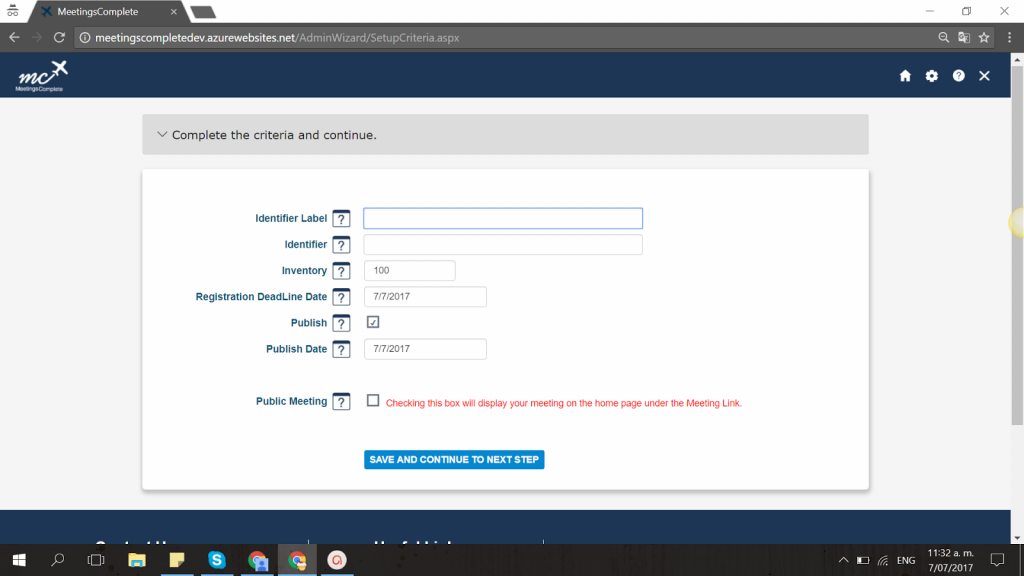 MeetingsComplete
meetingscompletedev.azurewebsites.net/AdminWizard/SetupCriteria.aspx
mc
MeetingsComplete
Complete the criteria and continue.
Identifier Label ?
Identifier ?
Inventory ? 100
Registration DeadLine Date ? 7/7/2017
Publish ?
Publish Date ? 7/7/2017
Public Meeting ? Checking this box will display your meeting on the home page under the Meeting Link.
SAVE AND CONTINUE TO NEXT STEP
ENG
11:32 a. m.
7/07/2017